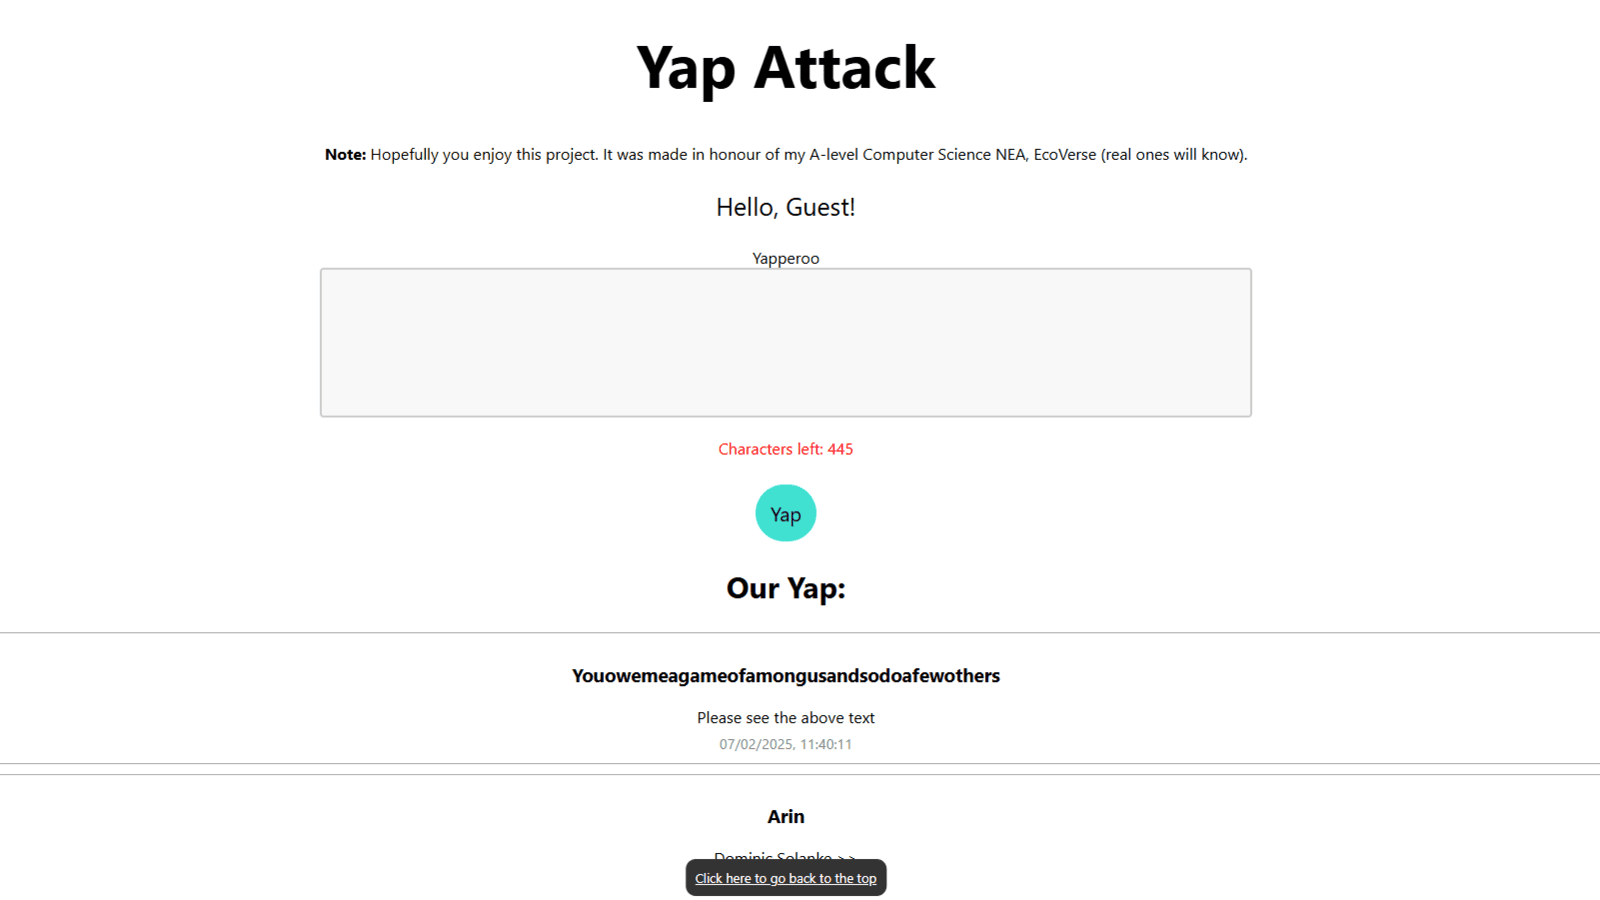 Yap Attack
Note: Hopefully you enjoy this project. It was made in honour of my A-level Computer Science NEA, EcoVerse (real ones will know).
Hello, Guest!
Yapperoo
Characters left: 445
Yap
Our Yap:
Youowemeagameofamongusandsodoafewothers
Please see the above text
07/02/2025, 11:40:11
Arin
Dominic Solanke >>
Click here to go back to the top